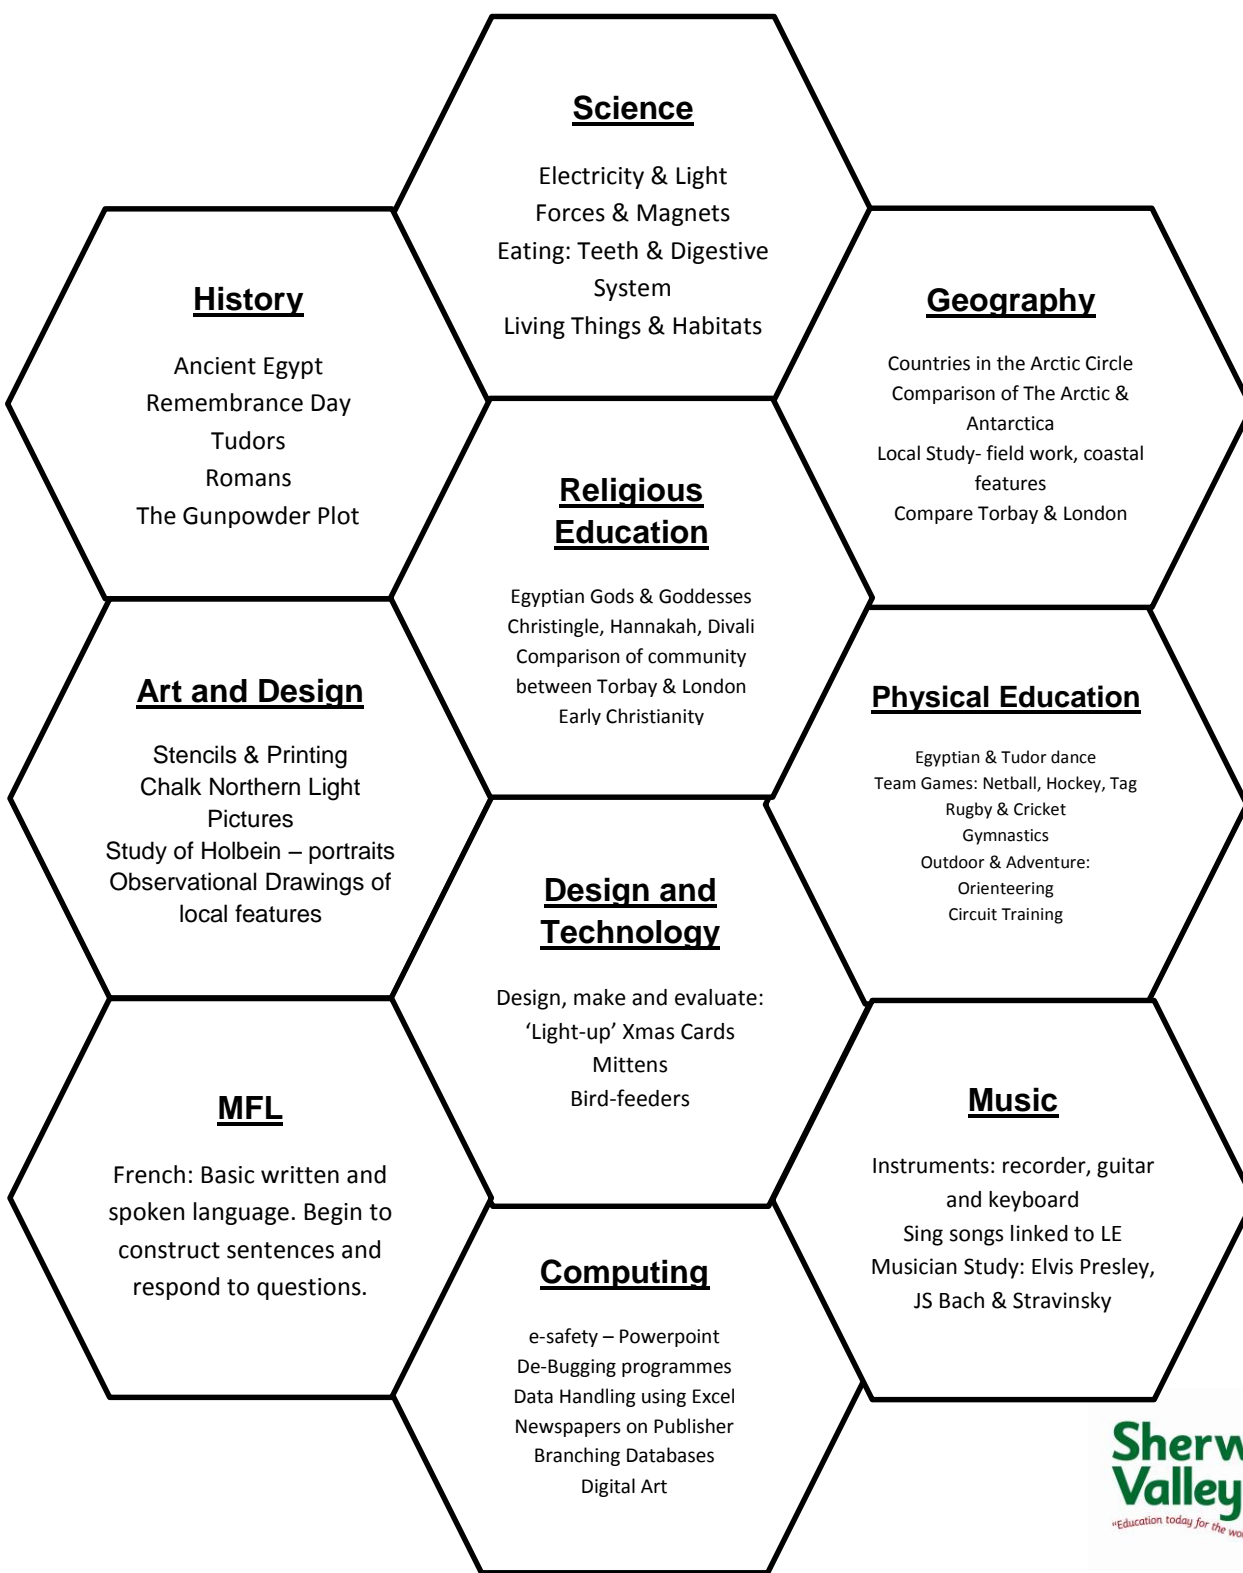 Science
Electricity & Light
Forces & Magnets
Eating: Teeth & Digestive
System
Living Things & Habitats
History
Ancient Egypt
Remembrance Day
Tudors
Romans
The Gunpowder Plot
Geography
Countries in the Arctic Circle
Comparison of The Arctic &
Antarctica
Local Study- field work, coastal
features
Compare Torbay & London
Religious
Education
Egyptian Gods & Goddesses
Christingle, Hannakah, Divali
Comparison of community
between Torbay & London
Early Christianity
Art and Design
Stencils & Printing
Chalk Northern Light
Pictures
Study of Holbein – portraits
Observational Drawings of
local features
Physical Education
Egyptian & Tudor dance
Team Games: Netball, Hockey, Tag
Rugby & Cricket
Gymnastics
Outdoor & Adventure:
Orienteering
Circuit Training
Design and
Technology
Design, make and evaluate:
‘Light-up’ Xmas Cards
Mittens
Bird-feeders
MFL
French: Basic written and
spoken language. Begin to
construct sentences and
respond to questions.
Music
Instruments: recorder, guitar
and keyboard
Sing songs linked to LE
Musician Study: Elvis Presley,
JS Bach & Stravinsky
Computing
e-safety – Powerpoint
De-Bugging programmes
Data Handling using Excel
Newspapers on Publisher
Branching Databases
Digital Art
Valley
“Education today for the